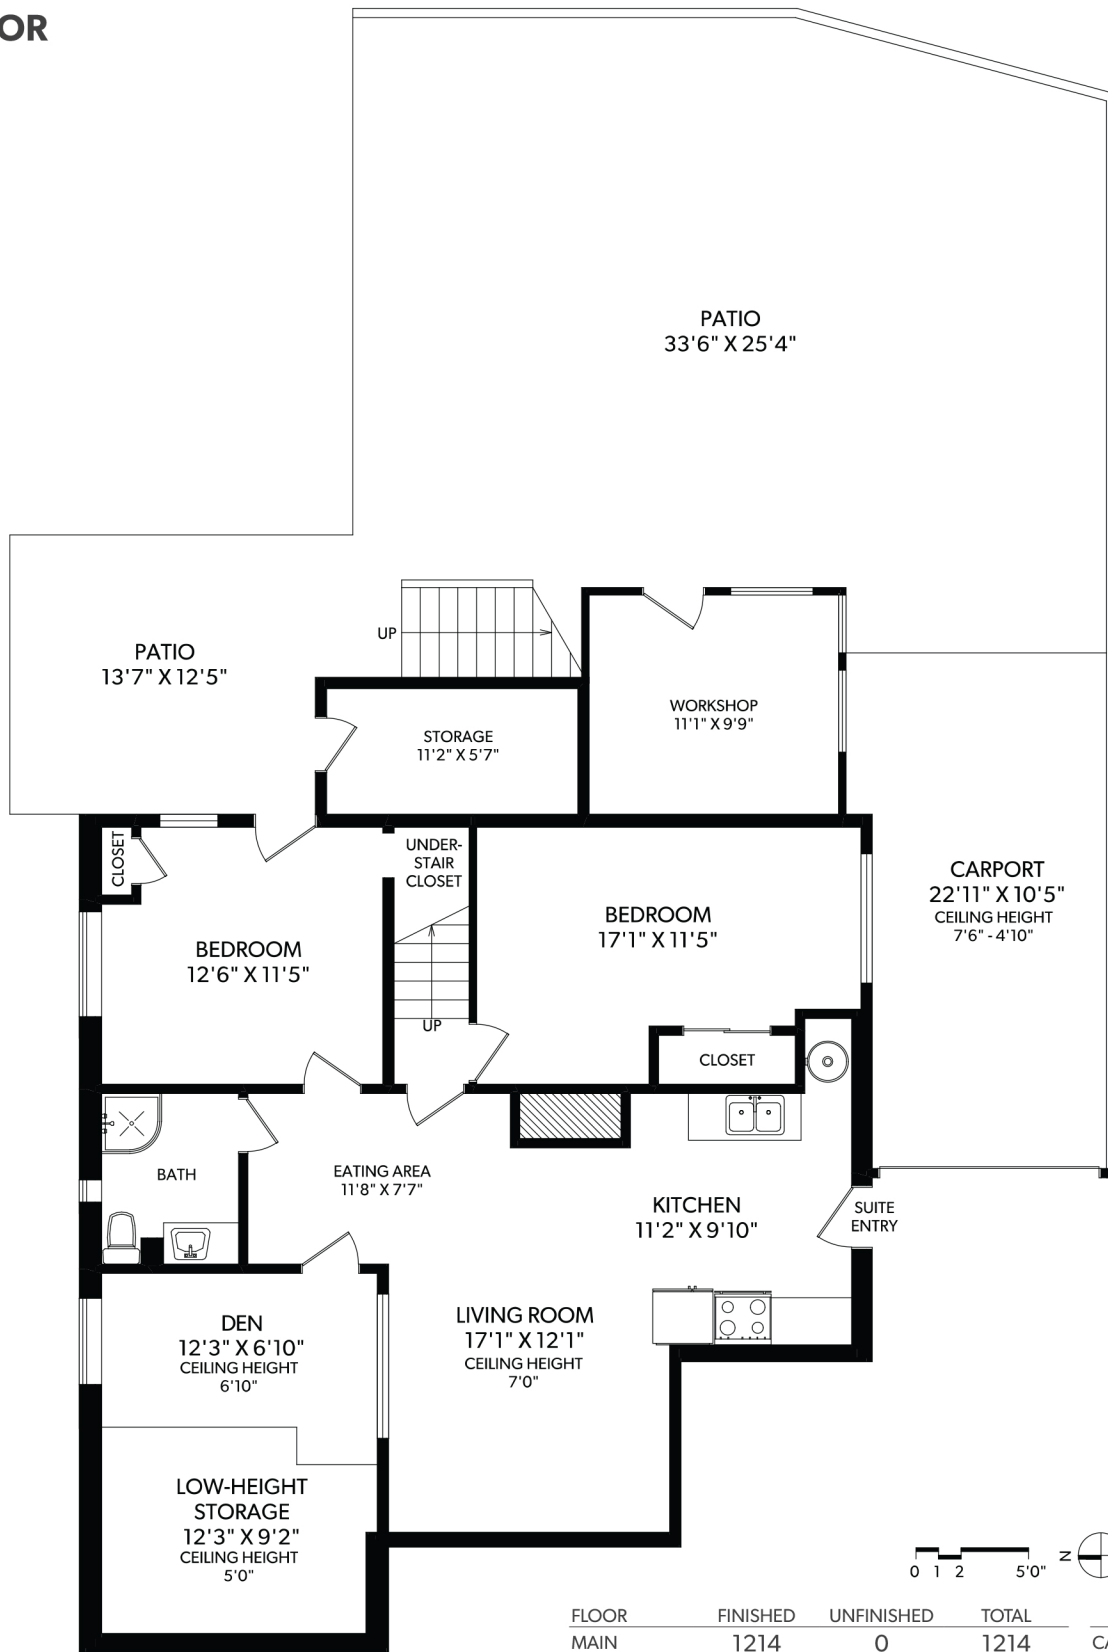 PATIO
33'6" X 25'4"
PATIO
13'7" X 12'5"
UP
WORKSHOP
11'1" X 9'9"
STORAGE
11'2" X 5'7"
CLOSET
UNDER-
STAIR
CLOSET
BEDROOM
12'6" X 11'5"
BEDROOM
17'1" X 11'5"
CARPORT
22'11" X 10'5"
CEILING HEIGHT
7'6" - 4'10"
UP
CLOSET
BATH
EATING AREA
11'8" X 7'7"
KITCHEN
11'2" X 9'10"
SUITE
ENTRY
DEN
12'3" X 6'10"
CEILING HEIGHT
6'10"
LIVING ROOM
17'1" X 12'1"
CEILING HEIGHT
7'0"
LOW-HEIGHT
STORAGE
12'3" X 9'2"
CEILING HEIGHT
5'0"
0 1 2 5'0"
N
FLOOR FINISHED UNFINISHED TOTAL
MAIN 1214 0 1214